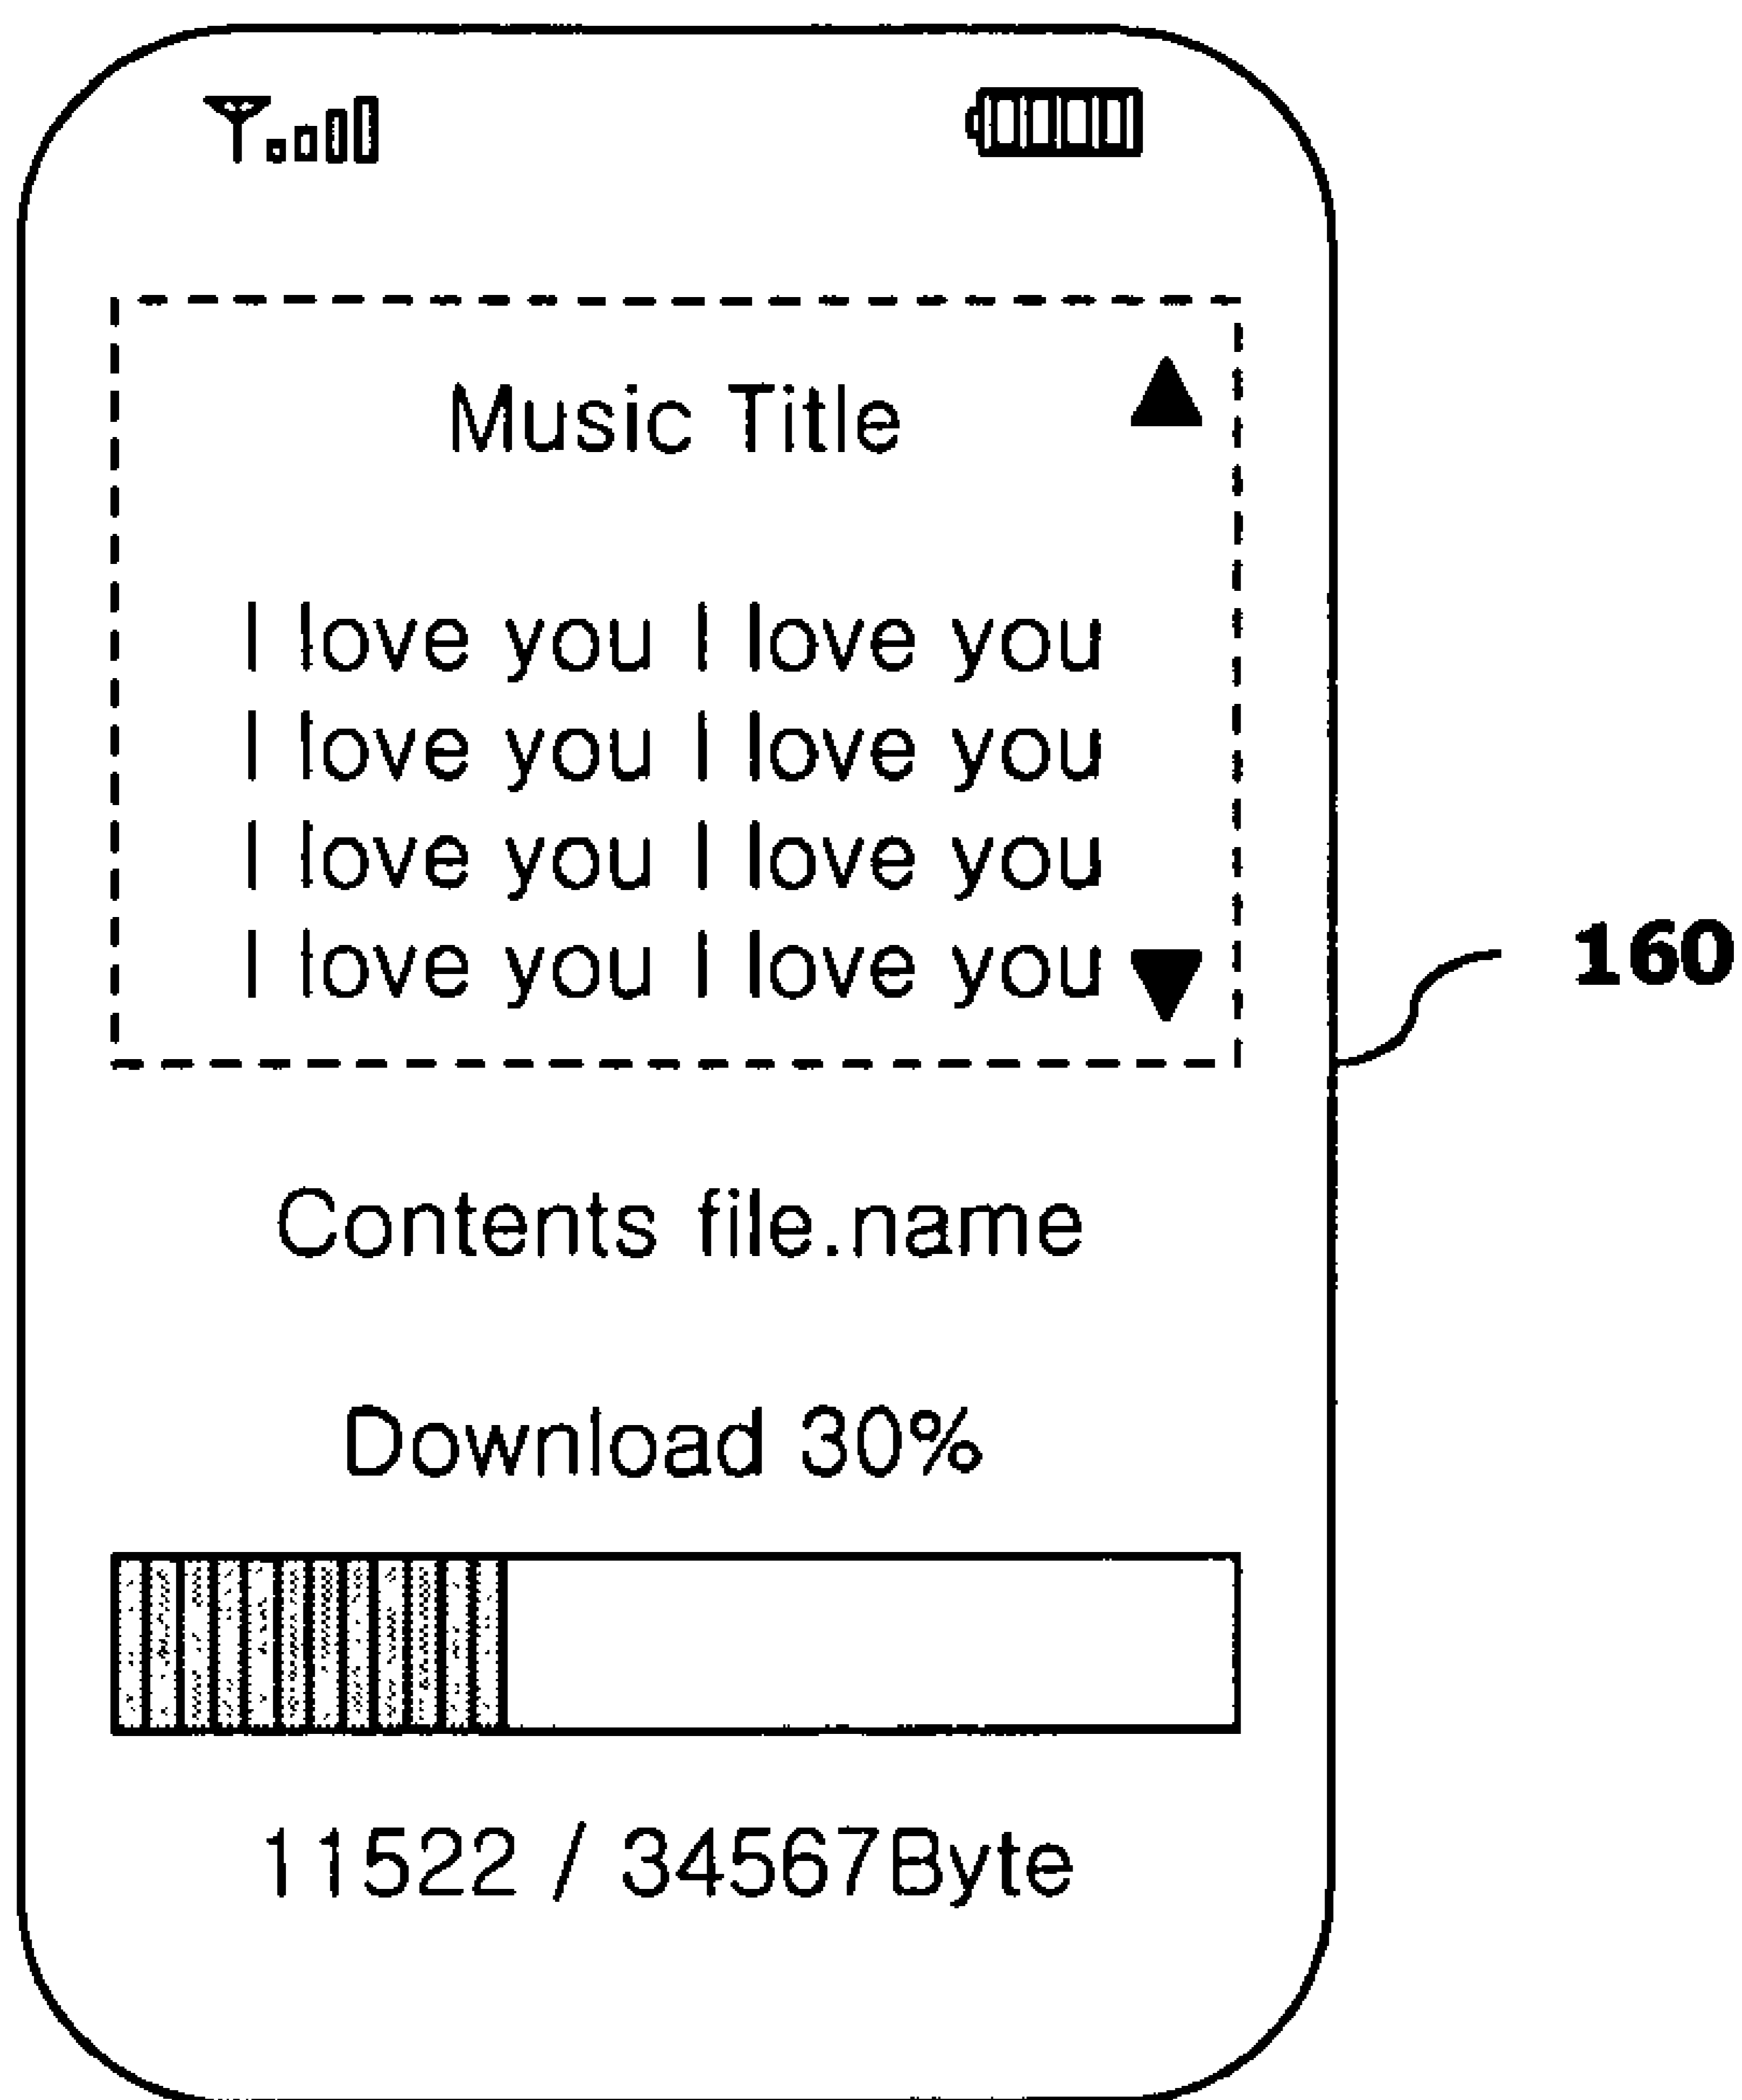 Music Title
I love you I love you
I love you I love you
I love you I love you
I love you I love you
160
Contents file.name
Download 30%
11522 / 34567Byte